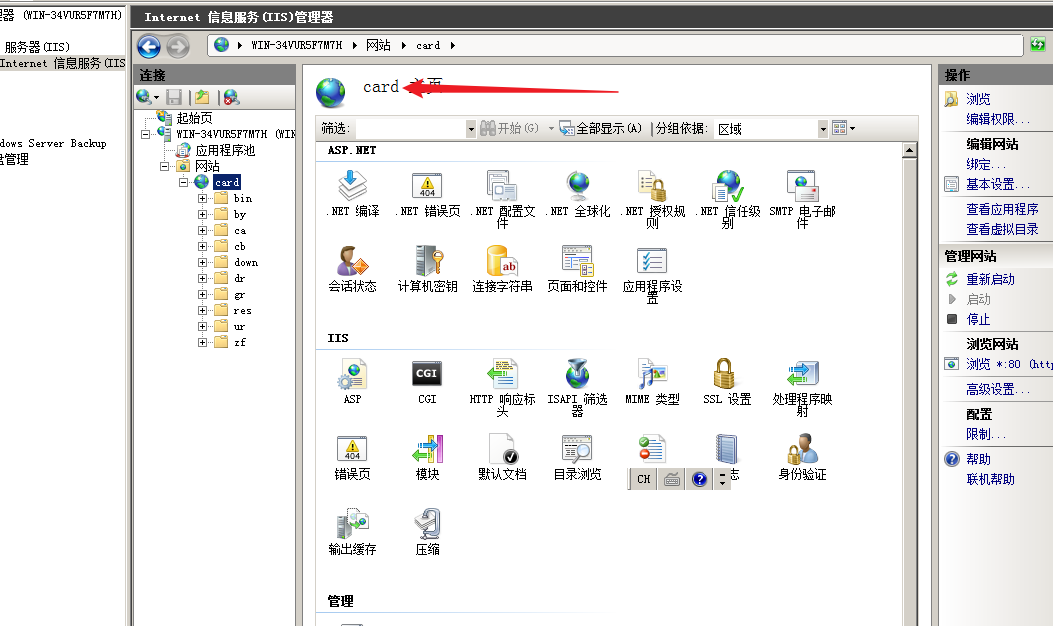 器 (WIN-34VUR5F7M7H)
服务器(IIS)
Internet 信息服务(IIS
dows Server Backup
管理
Internet 信息服务(IIS)管理器
WIN-34VUR5F7M7H
网站
card
连接
起始页
WIN-34VUR5F7M7H (WIN
应用程序池
网站
card
bin
by
ca
cb
down
dr
gr
res
ur
zf
card 主页
筛选:
开始(G)
全部显示(A)
分组依据:
区域
ASP.NET
.NET 编译
.NET 错误页
.NET 配置文件
.NET 全球化
.NET 授权规则
.NET 信任级别
SMTP 电子邮件
会话状态
计算机密钥
连接字符串
页面和控件
应用程序设置
IIS
ASP
CGI
CGI
HTTP 响应标头
ISAPI 筛选器
MIME 类型
SSL 设置
处理程序映射
错误页
模块
默认文档
目录浏览
CH
志
身份验证
输出缓存
压缩
管理
操作
浏览
编辑权限...
编辑网站
绑定...
基本设置...
查看应用程序
查看虚拟目录
管理网站
重新启动
启动
停止
浏览网站
浏览 *:80 (http
高级设置...
配置
限制...
帮助
联机帮助